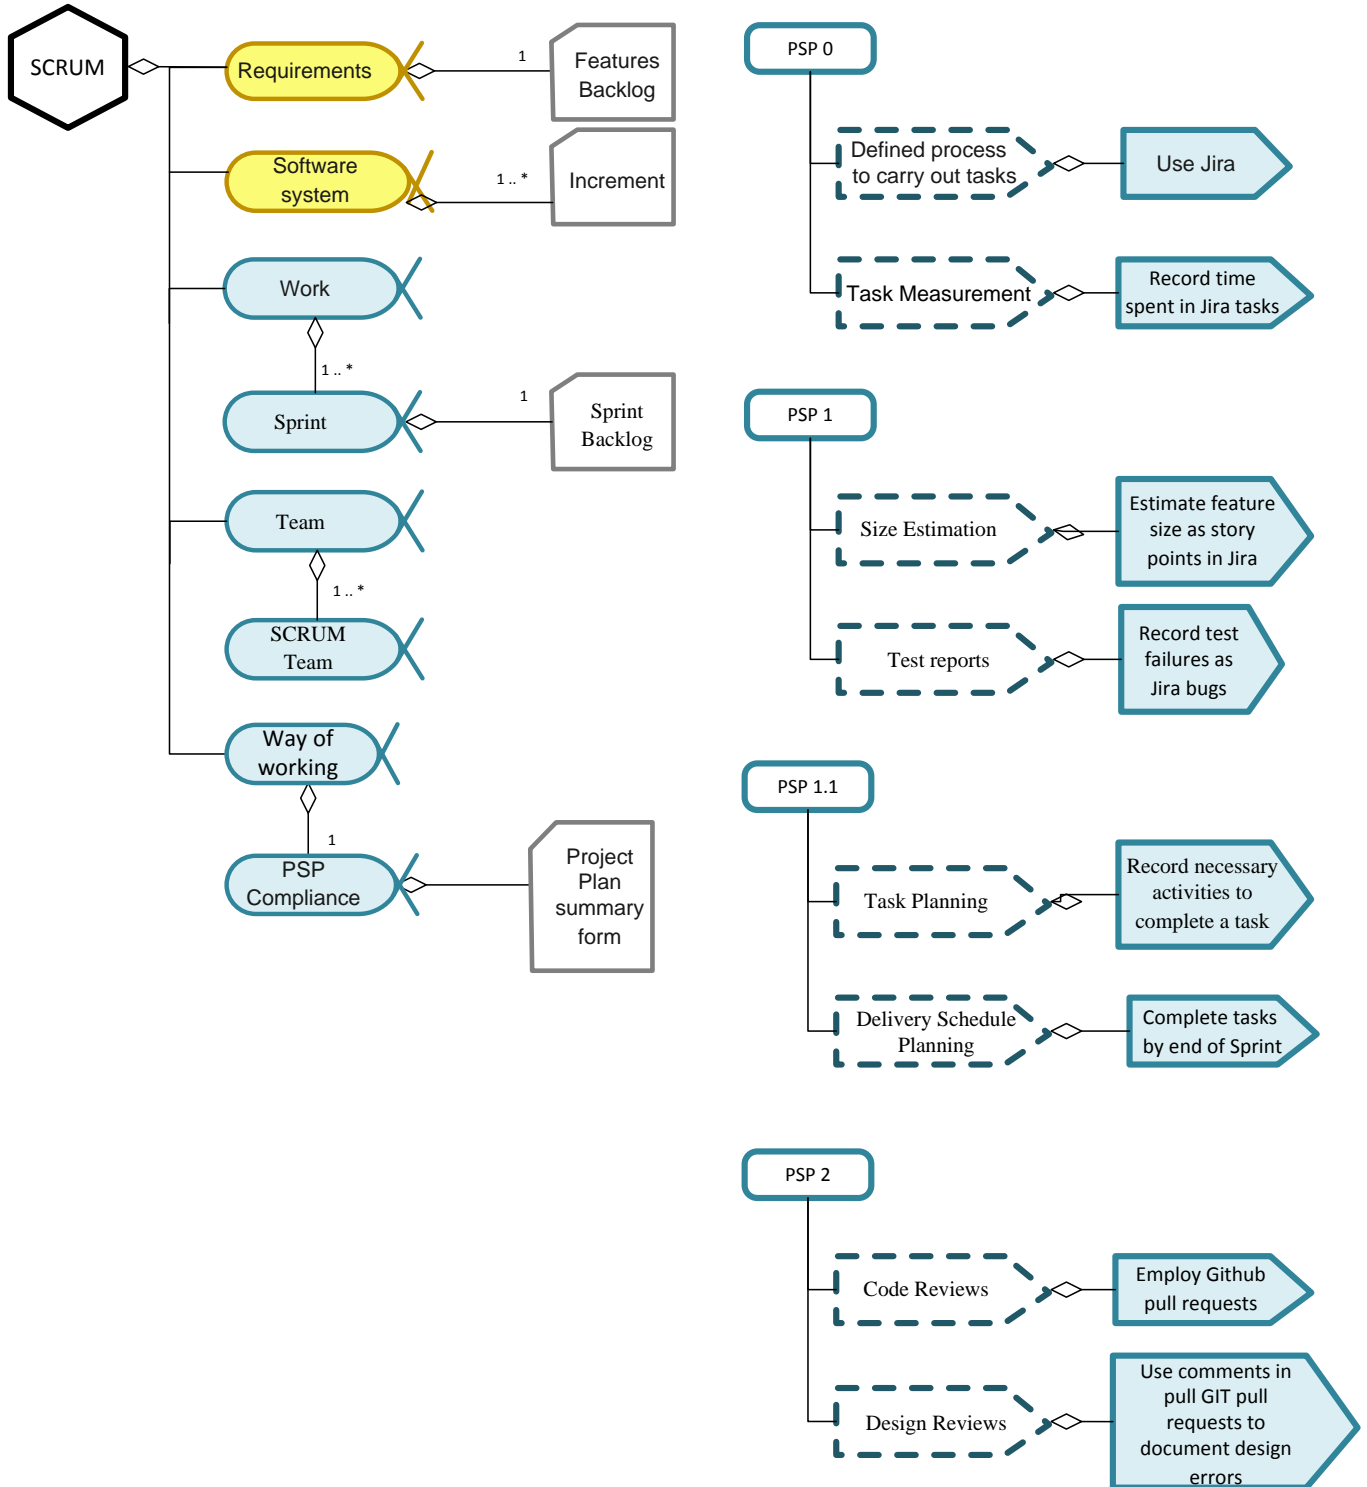 SCRUM
Requirements
1
Features
Backlog
Software
system
1 .. *
Increment
Work
1 .. *
Sprint
1
Sprint
Backlog
Team
1 .. *
SCRUM
Team
Way of
working
1
PSP
Compliance
Project
Plan
summary
form
PSP 0
Defined process
to carry out tasks
Use Jira
Task Measurement
Record time
spent in Jira tasks
PSP 1
Size Estimation
Estimate feature
size as story
points in Jira
Test reports
Record test
failures as
Jira bugs
PSP 1.1
Task Planning
Record necessary
activities to
complete a task
Delivery Schedule
Planning
Complete tasks
by end of Sprint
PSP 2
Code Reviews
Employ Github
pull requests
Design Reviews
Use comments in
pull GIT pull
requests to
document design
errors